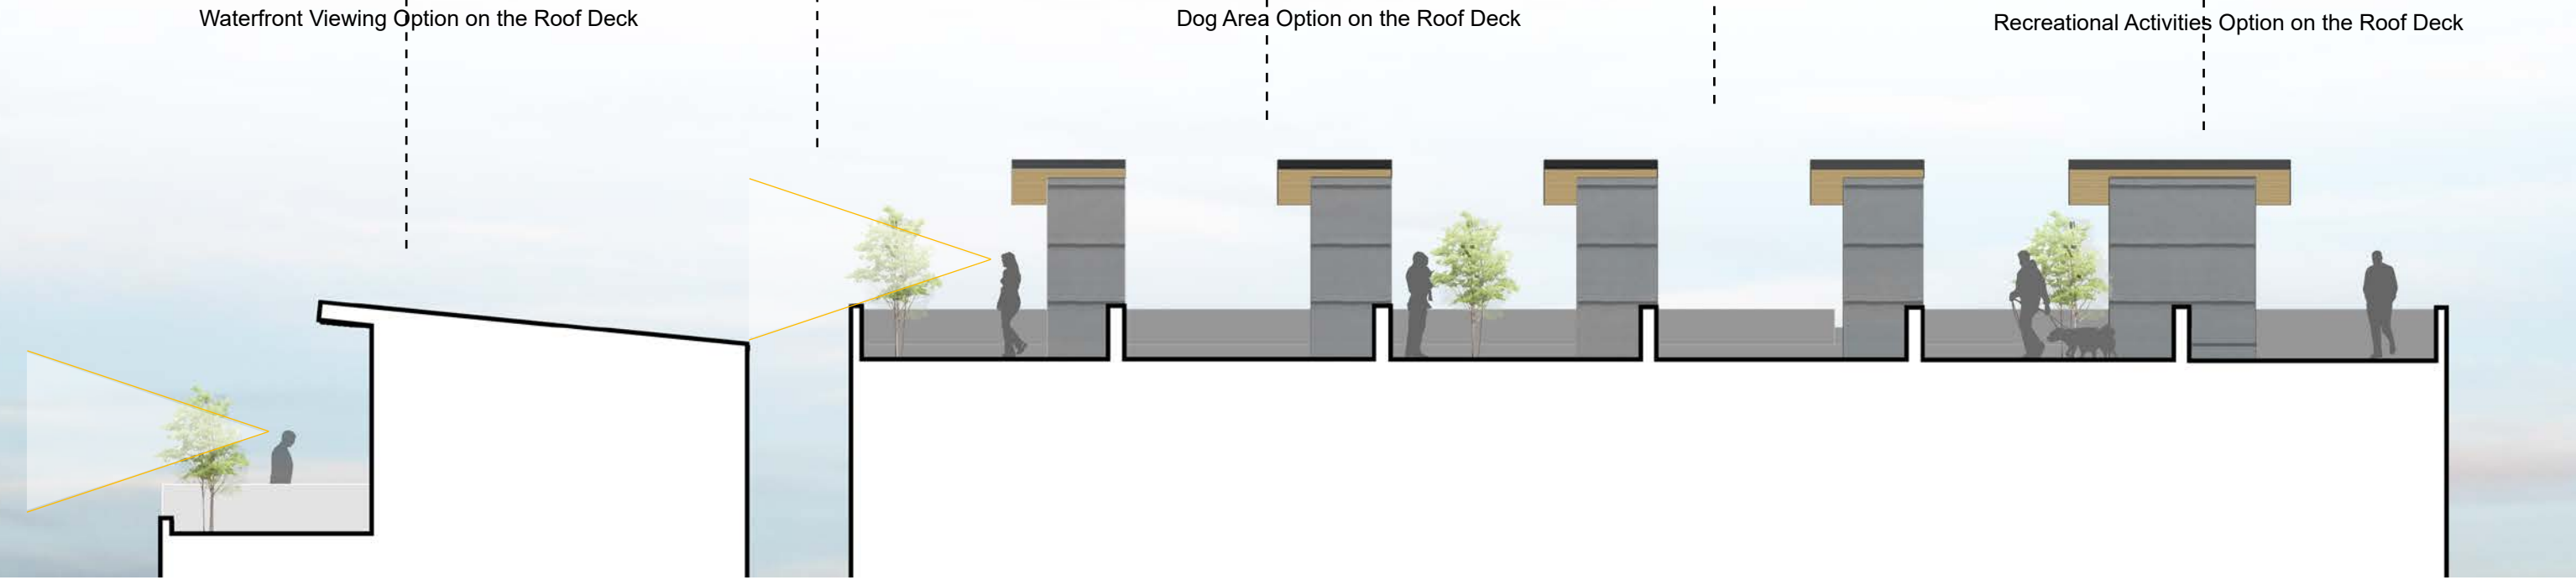 Waterfront Viewing Option on the Roof Deck
Dog Area Option on the Roof Deck
Recreational Activities Option on the Roof Deck